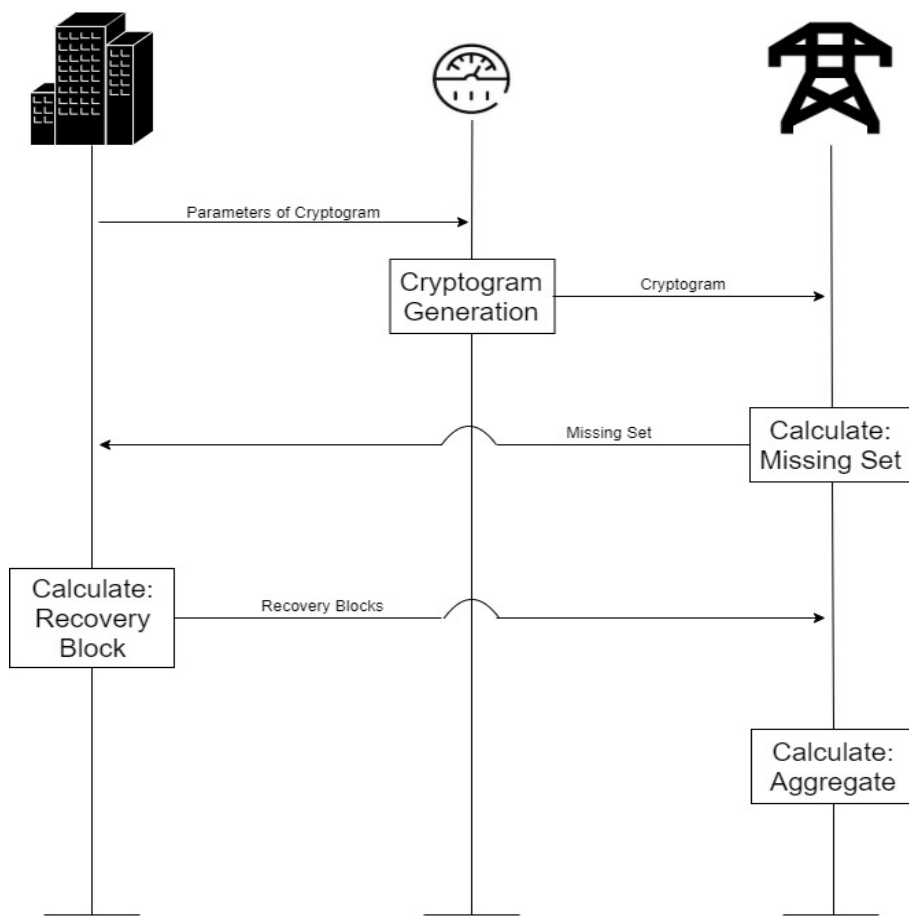 Parameters of Cryptogram
Cryptogram
Generation
Cryptogram
Missing Set
Calculate:
Missing Set
Calculate:
Recovery
Block
Recovery Blocks
Calculate:
Aggregate